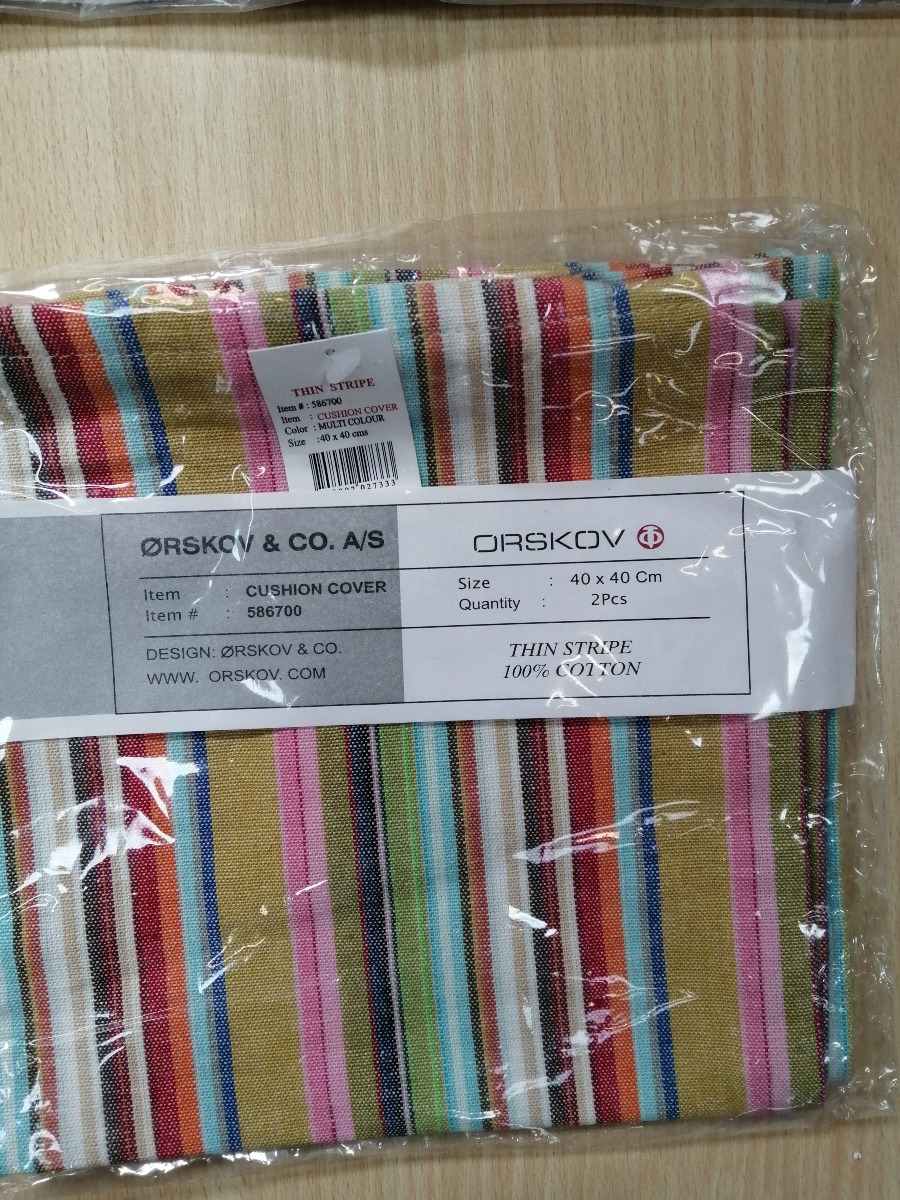 THIN STRIPE
Item # : 586700
Item : CUSHION COVER
Color : MULTI COLOUR
Size : 40 x 40 cms
027333
ØRSKOV & CO. A/S
Item : CUSHION COVER
Item # : 586700
DESIGN: ØRSKOV & CO.
WWW. ORSKOV. COM
ORSKOV
Size : 40 x 40 Cm
Quantity : 2Pcs
THIN STRIPE
100% COTTON